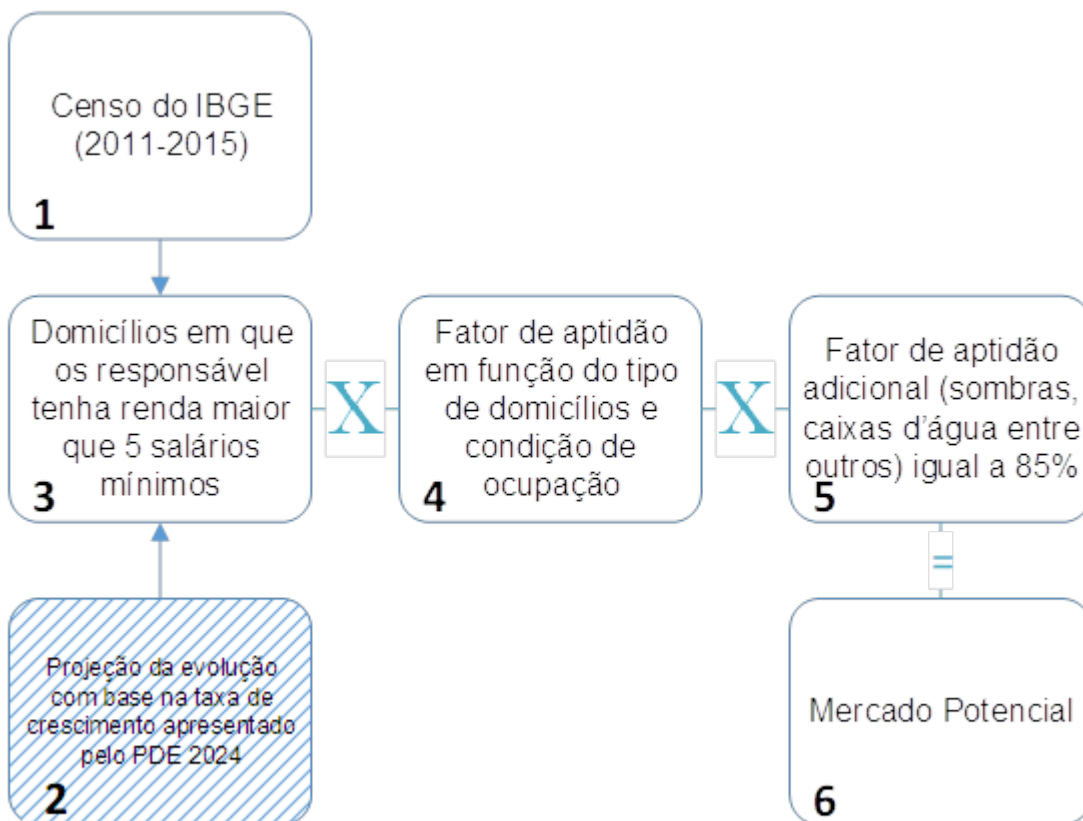 Censo do IBGE
(2011-2015)
1
Domicílios em que
os responsável
tenha renda maior
que 5 salários
mínimos
3
X
Fator de aptidão
em função do tipo
de domicílios e
condição de
ocupação
4
X
Fator de aptidão
adicional (sombras,
caixas d'água entre
outros) igual a 85%
5
=
Projeção da evolução
com base na taxa de
crescimento apresentado
pelo PDE 2024
2
Mercado Potencial
6